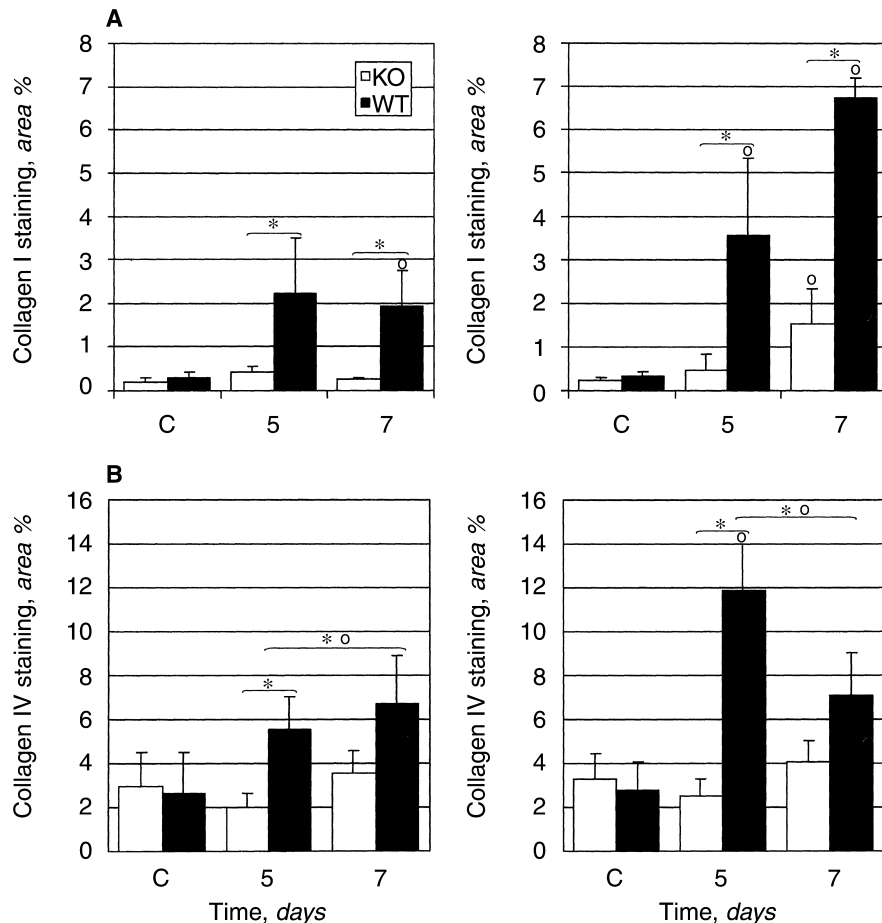 A
Collagen I staining, area %
8
7
6
5
4
3
2
1
0
KO
WT
*
*
o
C 5 7
Collagen I staining, area %
8
7
6
5
4
3
2
1
0
*
o
*
o
o
C 5 7
B
Collagen IV staining, area %
16
14
12
10
8
6
4
2
0
* o
*
C 5 7
Time, days
Collagen IV staining, area %
16
14
12
10
8
6
4
2
0
* o
*
o
C 5 7
Time, days